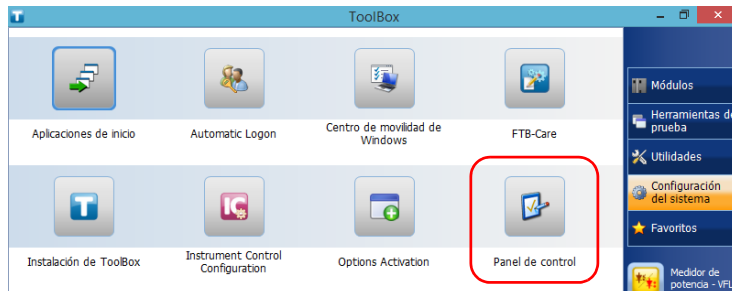 ToolBox
Aplicaciones de inicio
Automatic Logon
Centro de movilidad de
Windows
FTB-Care
Instalación de ToolBox
Instrument Control
Configuration
Options Activation
Panel de control
Módulos
Herramientas de
prueba
Utilidades
Configuración
del sistema
Favoritos
Medidor de
potencia - VFL